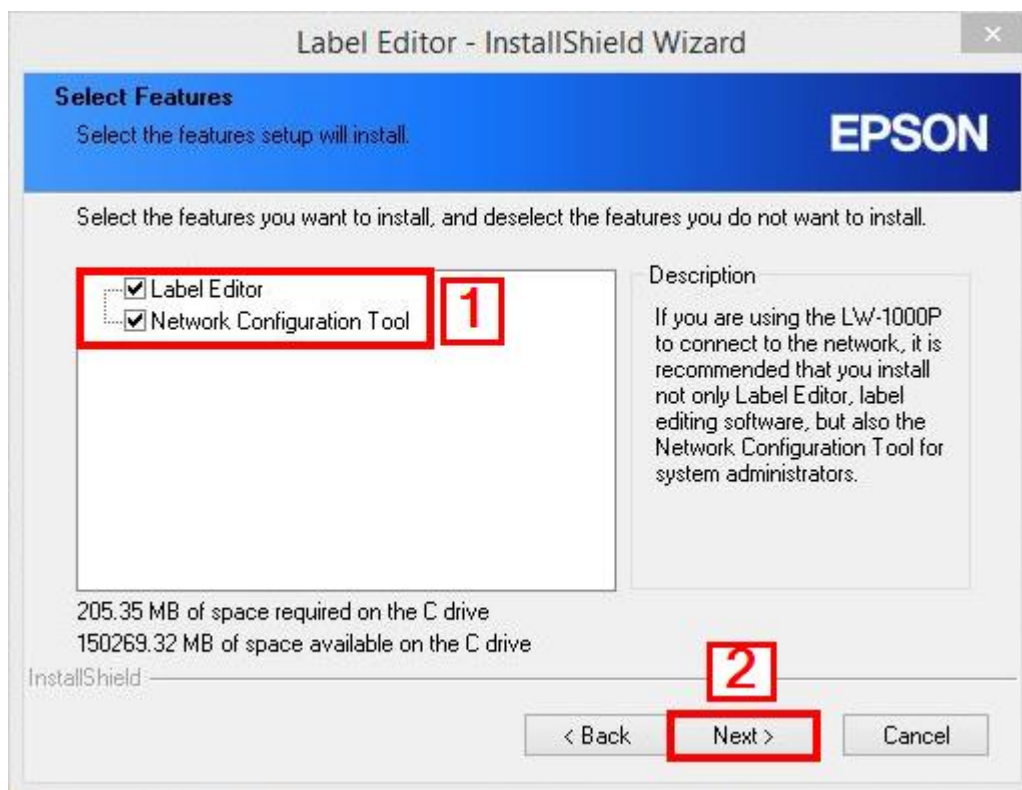 Label Editor - InstallShield Wizard
Select Features
Select the features setup will install.
EPSON
Select the features you want to install, and deselect the features you do not want to install.
Label Editor
Network Configuration Tool
1
Description
If you are using the LW-1000P
to connect to the network, it is
recommended that you install
not only Label Editor, label
editing software, but also the
Network Configuration Tool for
system administrators.
205.35 MB of space required on the C drive
150269.32 MB of space available on the C drive
InstallShield
2
< Back
Next >
Cancel